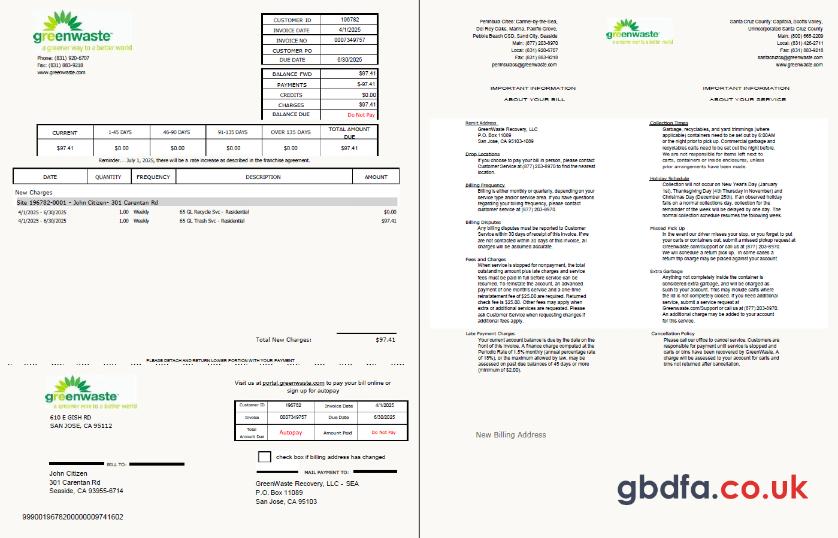 greenwaste
a greener way to a better world
Phone: (831) 920-6707
Fax: (831) 883-9218
www.greenwaste.com
CUSTOMER ID 196782
INVOICE DATE 4/1/2025
INVOICE NO 0007349757
CUSTOMER PO
DUE DATE 6/30/2025
BALANCE FWD $97.41
PAYMENTS $-97.41
CREDITS $0.00
CHARGES $97.41
BALANCE DUE Do Not Pay
CURRENT 1-45 DAYS 46-90 DAYS 91-135 DAYS OVER 135 DAYS TOTAL AMOUNT DUE
$97.41 $0.00 $0.00 $0.00 $0.00 $97.41
Reminder... July 1, 2025, there will be a rate increase as described in the franchise agreement.
DATE QUANTITY FREQUENCY DESCRIPTION AMOUNT
New Charges
Site 196782-0001 - John Citizen- 301 Carentan Rd
4/1/2025 - 6/30/2025 1.00 Weekly 65 GL Recycle Svc - Residential $0.00
4/1/2025 - 6/30/2025 1.00 Weekly 65 GL Trash Svc - Residential $97.41
Total New Charges: $97.41
PLEASE DETACH AND RETURN LOWER PORTION WITH YOUR PAYMENT
greenwaste
a greener way to a better world
610 E GISH RD
SAN JOSE, CA 95112
Visit us at portal.greenwaste.com to pay your bill online or
sign up for autopay
Customer ID 196782 Invoice Date 4/1/2025
Invoice 0007349757 Due Date 6/30/2025
Total Amount Due Autopay Amount Paid Do Not Pay
check box if billing address has changed
BILL TO:
John Citizen
301 Carentan Rd
Seaside, CA 93955-6714
MAIL PAYMENT TO:
GreenWaste Recovery, LLC - SEA
P.O. Box 11089
San Jose, CA 95103
Peninsula Cities: Carmel-by-the-Sea,
Del Rey Oaks, Marina, Pacific Grove,
Pebble Beach CSD, Sand City, Seaside
Main: (877) 203-8970
Local: (831) 920-6707
Fax: (831) 883-9218
greenwaste
a greener way to a better world
Santa Cruz County: Capitola, Scotts Valley,
Unincorporated Santa Cruz County
Local: (831) 426-2711
Fax: (831) 883-9218
www.greenwaste.com
IMPORTANT INFORMATION
ABOUT YOUR BILL
Remit Address
GreenWaste Recovery, LLC
P.O. Box 11089
San Jose, CA 95103-1089
Drop Locations
If you choose to pay your bill in person, please contact
Customer Service at (877) 203-8970 to find the nearest
location.
Billing Frequency
Billing is either monthly or quarterly, depending on your
service type and/or service area. If you have questions
regarding your billing frequency, please contact
customer service at (877) 203-8970.
Billing Disputes
Any billing disputes must be reported to Customer
Service within 30 days of receipt of this invoice. If we
are not contacted within 30 days of this invoice, all
charges will be assumed accurate.
Fees and Charges
When service is stopped for nonpayment, the total
outstanding amount plus late charges and service
fees must be paid in full before service can be
resumed. To reinstate the account, an advanced
payment of one month's service and a one-time
reinstatement fee of $25.00 are required. Returned
check fee is $25.00. Other fees may apply when
extra or additional services are requested. Please
ask Customer Service when requesting changes if
additional fees apply.
Late Payment Charges
Your current account balance is due by the date on the
front of this invoice. A finance charge computed at the
Periodic Rate of 1.5% monthly (annual percentage rate
of 18%), or the maximum allowed by law, may be
assessed on past due balances of 45 days or more
(minimum of $2.00).
IMPORTANT INFORMATION
ABOUT YOUR SERVICE
Collection Times
Garbage, recyclables, and yard trimmings (where
applicable) containers need to be set out by 6:00AM
or the night prior to pick up. Commercial garbage and
recyclables carts need to be set out the night before.
We are not responsible for items left next to
carts, containers or inside enclosures, unless
prior arrangements have been made.
Holiday Schedule
Collection will not occur on New Year's Day (January
1st), Thanksgiving Day (4th Thursday in November) and
Christmas Day (December 25th). If an observed holiday
falls on a normal collections day, collection for the
remainder of the week will be delayed by one day. The
normal collection schedule resumes the following week.
Missed Pick Up
In the event our driver misses your stop, or you forget to put
your carts or containers out, submit a missed pickup request at
greenwaste.com/support or call us at (877) 203-8970.
We will schedule a pick up. In some cases a
return trip charge may be placed against your account.
Extra Garbage
Anything not completely inside the container is
considered extra garbage, and will be charged as
such to your account. This may include carts where
the lid is not completely closed. If you need additional
service, submit a service request at
Greenwaste.com/Support or call us at (877) 203-8970.
An additional charge may be added to your account
for this service.
Cancellation Policy
Please call our office to cancel service. Customers are
responsible for payment until service is stopped and
carts or bins have been recovered by GreenWaste. A
charge will be assessed to your account for carts and
bins not returned after cancellation.
New Billing Address
gbdfa.co.uk